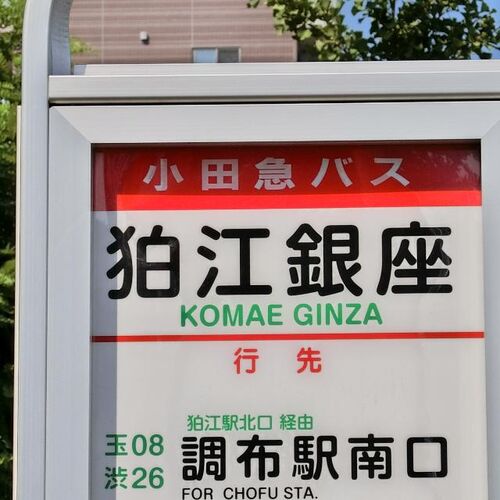 小田急バス
狛江銀座
KOMAE GINZA
行先
狛江駅北口 経由
玉08 調布駅南口
渋26
FOR CHOFU STA.